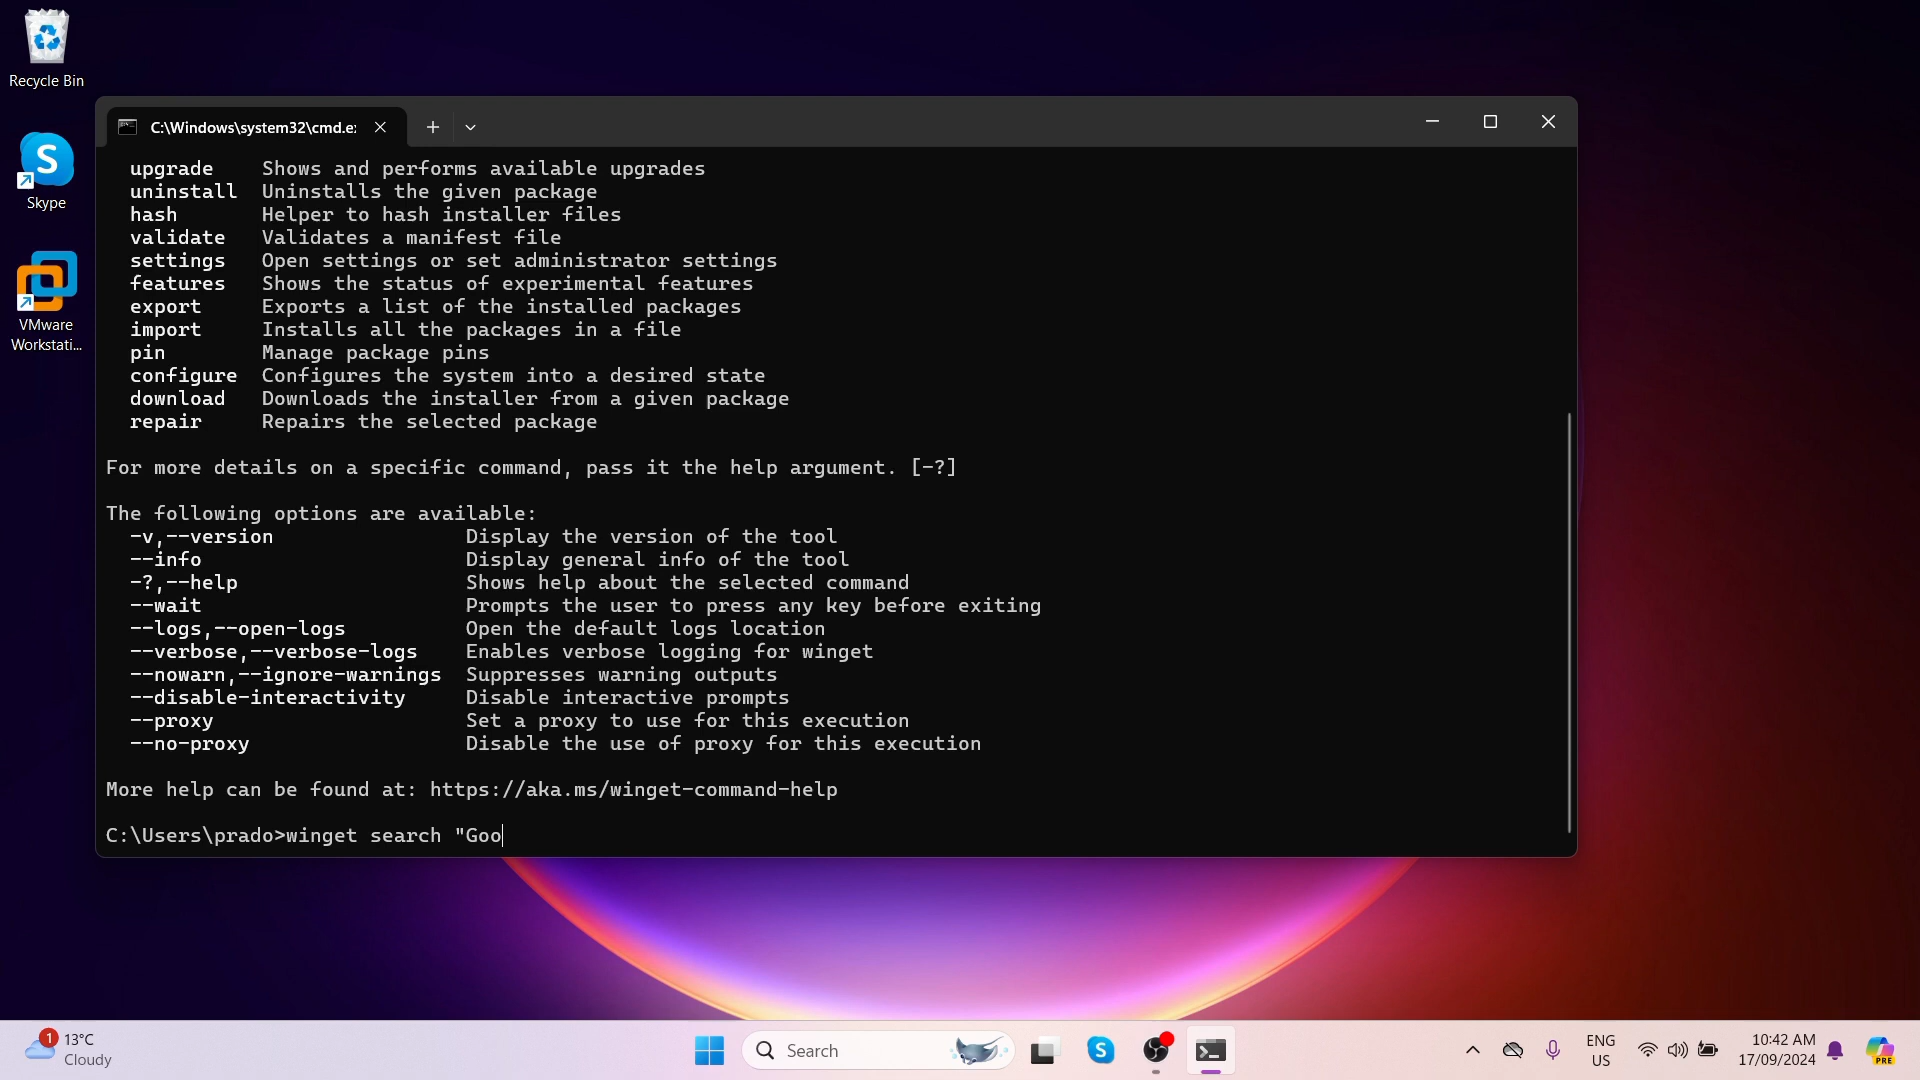 Recycle Bin
Skype
VMware
Workstati...
C:\Windows\system32\cmd.e:
upgrade Shows and performs available upgrades
uninstall Uninstalls the given package
hash Helper to hash installer files
validate Validates a manifest file
settings Open settings or set administrator settings
features Shows the status of experimental features
export Exports a list of the installed packages
import Installs all the packages in a file
pin Manage package pins
configure Configures the system into a desired state
download Downloads the installer from a given package
repair Repairs the selected package
For more details on a specific command, pass it the help argument. [-?]
The following options are available:
-v,--version Display the version of the tool
--info Display general info of the tool
-?,--help Shows help about the selected command
--wait Prompts the user to press any key before exiting
--logs,--open-logs Open the default logs location
--verbose,--verbose-logs Enables verbose logging for winget
--nowarn,--ignore-warnings Suppresses warning outputs
--disable-interactivity Disable interactive prompts
--proxy Set a proxy to use for this execution
--no-proxy Disable the use of proxy for this execution
More help can be found at: https://aka.ms/winget-command-help
C:\Users\prado>winget search "Goo
1
13°C
Cloudy
Search
ENG
US
10:42 AM
17/09/2024
PRE